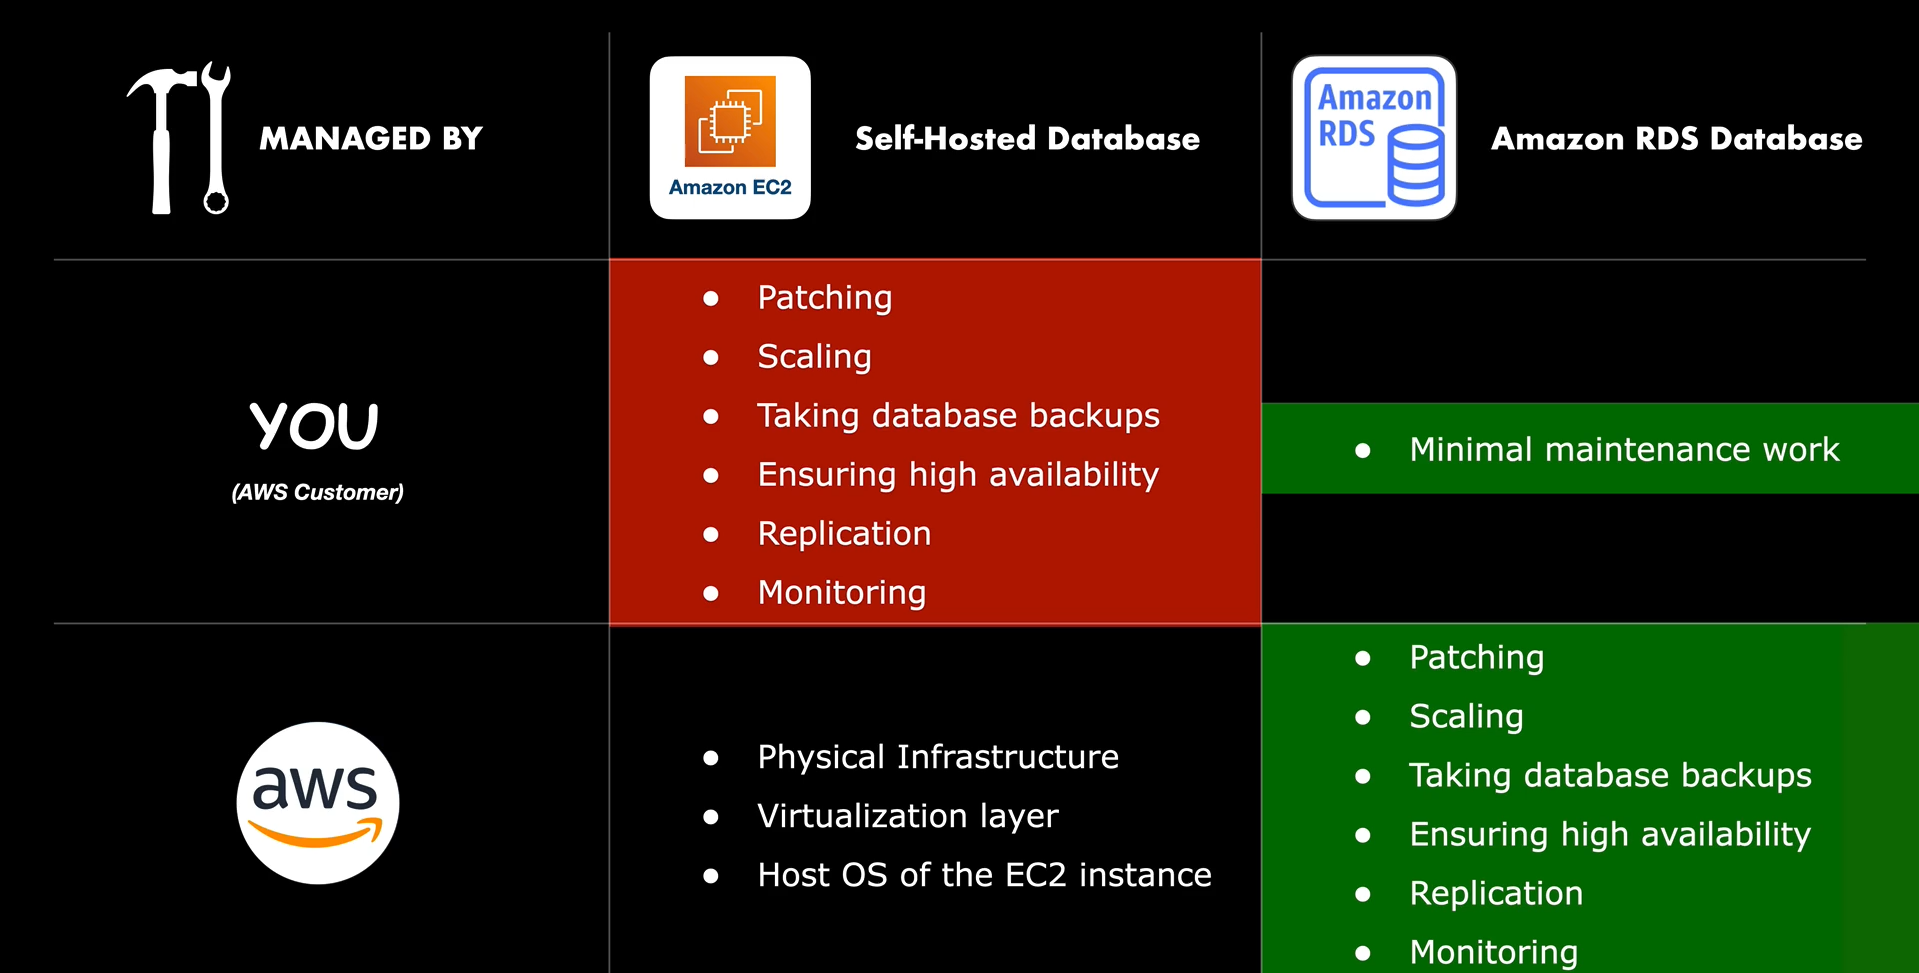 MANAGED BY
Amazon EC2
Self-Hosted Database
Amazon
RDS
Amazon RDS Database
YOU
(AWS Customer)
● Patching
● Scaling
● Taking database backups
● Ensuring high availability
● Replication
● Monitoring
● Minimal maintenance work
aws
● Physical Infrastructure
● Virtualization layer
● Host OS of the EC2 instance
● Patching
● Scaling
● Taking database backups
● Ensuring high availability
● Replication
● Monitoring